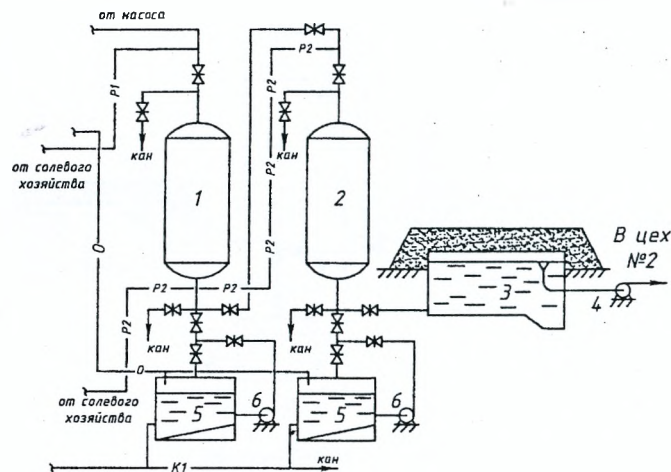 от насоса
P2
P1
P2
кан
кан
от солевого
хозяйства
P2
1
2
В цех
№2
О
P2
3
4
P2
P2
P2
кан
кан
О
6
6
от солевого
хозяйства
5
5
К1
кан